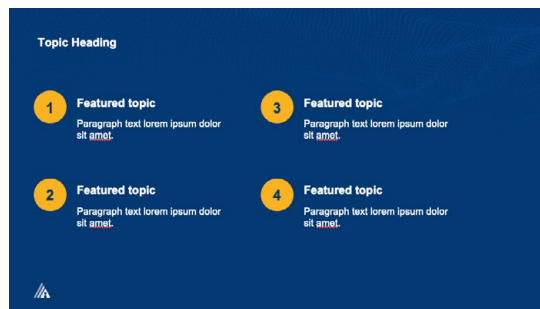 Topic Heading
1
Featured topic
Paragraph text lorem ipsum dolor
sit amet.
2
Featured topic
Paragraph text lorem ipsum dolor
sit amet.
3
Featured topic
Paragraph text lorem ipsum dolor
sit amet.
4
Featured topic
Paragraph text lorem ipsum dolor
sit amet.